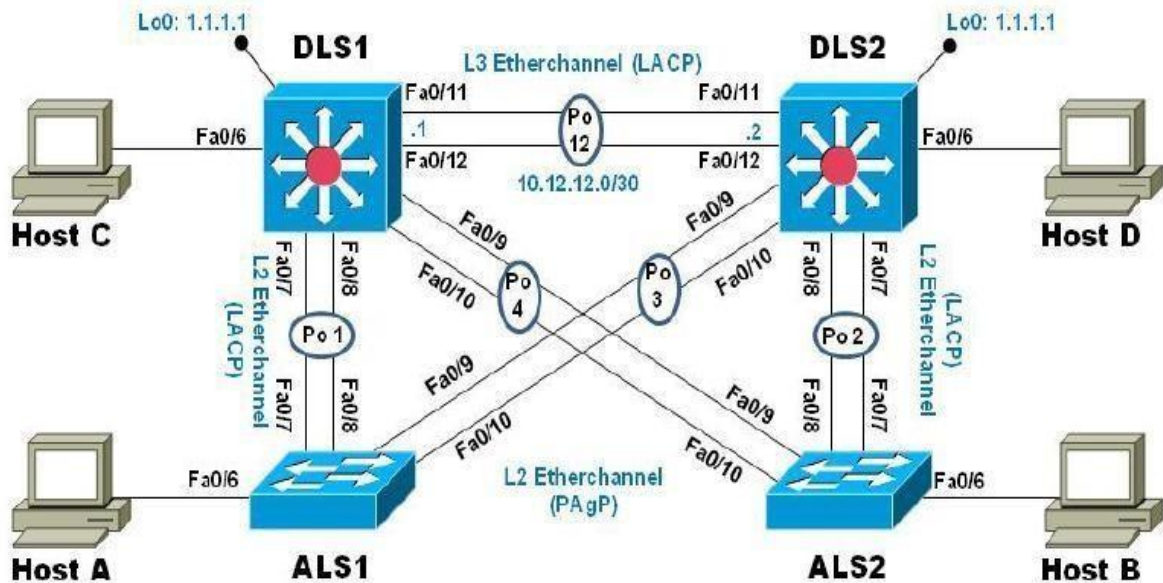 Lo0: 1.1.1.1
Lo0: 1.1.1.1
DLS1
DLS2
L3 Etherchannel (LACP)
Fa0/11
Fa0/11
Fa0/6
.1
Po
12
.2
Fa0/6
Fa0/12
Fa0/12
10.12.12.0/30
Host C
Host D
Fa0/9
Fa0/9
Fa0/7
Fa0/8
Fa0/10
Fa0/10
Fa0/8
Fa0/7
L2 Etherchannel
(LACP)
Po 1
Po
4
Po
3
Po 2
(LACP)
L2 Etherchannel
Fa0/7
Fa0/8
Fa0/9
Fa0/10
Fa0/9
Fa0/10
Fa0/8
Fa0/7
Fa0/6
L2 Etherchannel
(PAgP)
Fa0/6
Host A
ALS1
ALS2
Host B